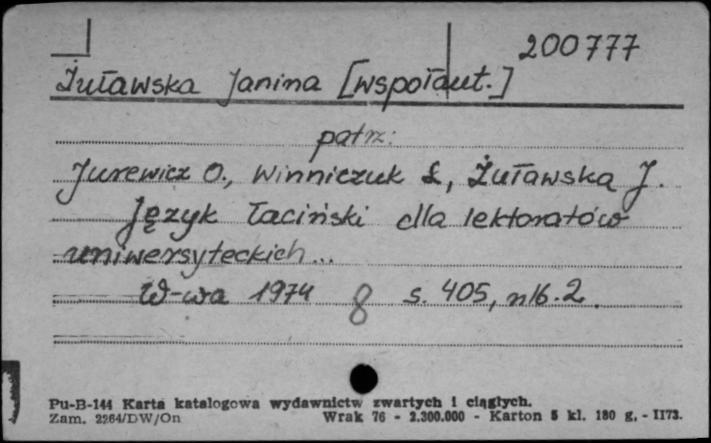 200777
Żuławska Janina [współaut.]
patrz:
Jurewicz O., Winniczuk L, Żuławska J.
Język łaciński dla lektoratów
uniwersyteckich...
W-wa 1974 8 s. 405, nlb. 2.
Pu-B-144 Karta katalogowa wydawnictw zwartych i ciągłych.
Zam. 2264/DW/On Wrak 76 - 2.300.000 - Karton 5 kl. 180 g. - II73.